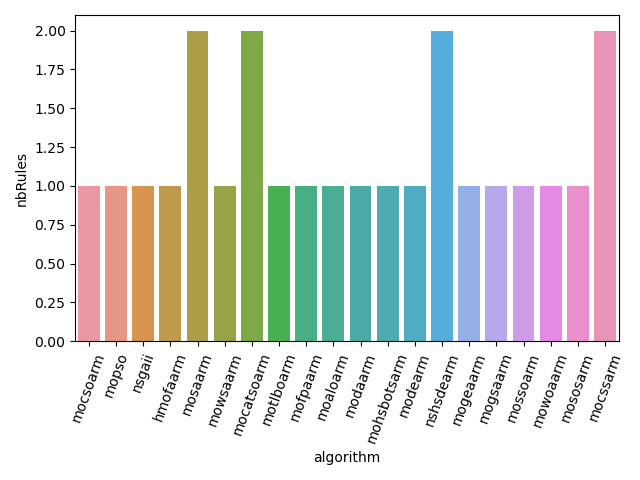 2.00
1.75
1.50
1.25
1.00
0.75
0.50
0.25
0.00
nbRules
mocsoarm
mopso
nsgaii
hmofaarm
mosaarm
mowsaarm
mocatsoarm
motlboarm
mofpaarm
moaloarm
modaarm
mohsbotsarm
modearm
nshsdearm
mogeaarm
mogsaarm
mossoarm
mowoaarm
mososarm
mocssarm
algorithm